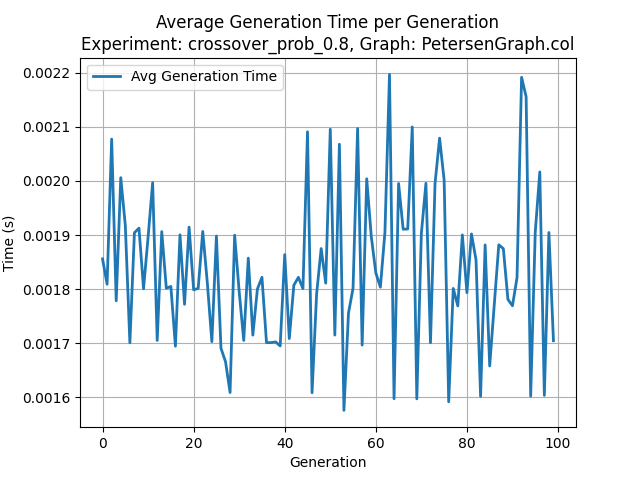 Average Generation Time per Generation
Experiment: crossover_prob_0.8, Graph: PetersenGraph.col
Avg Generation Time
Time (s)
0.0022
0.0021
0.0020
0.0019
0.0018
0.0017
0.0016
0 20 40 60 80 100
Generation